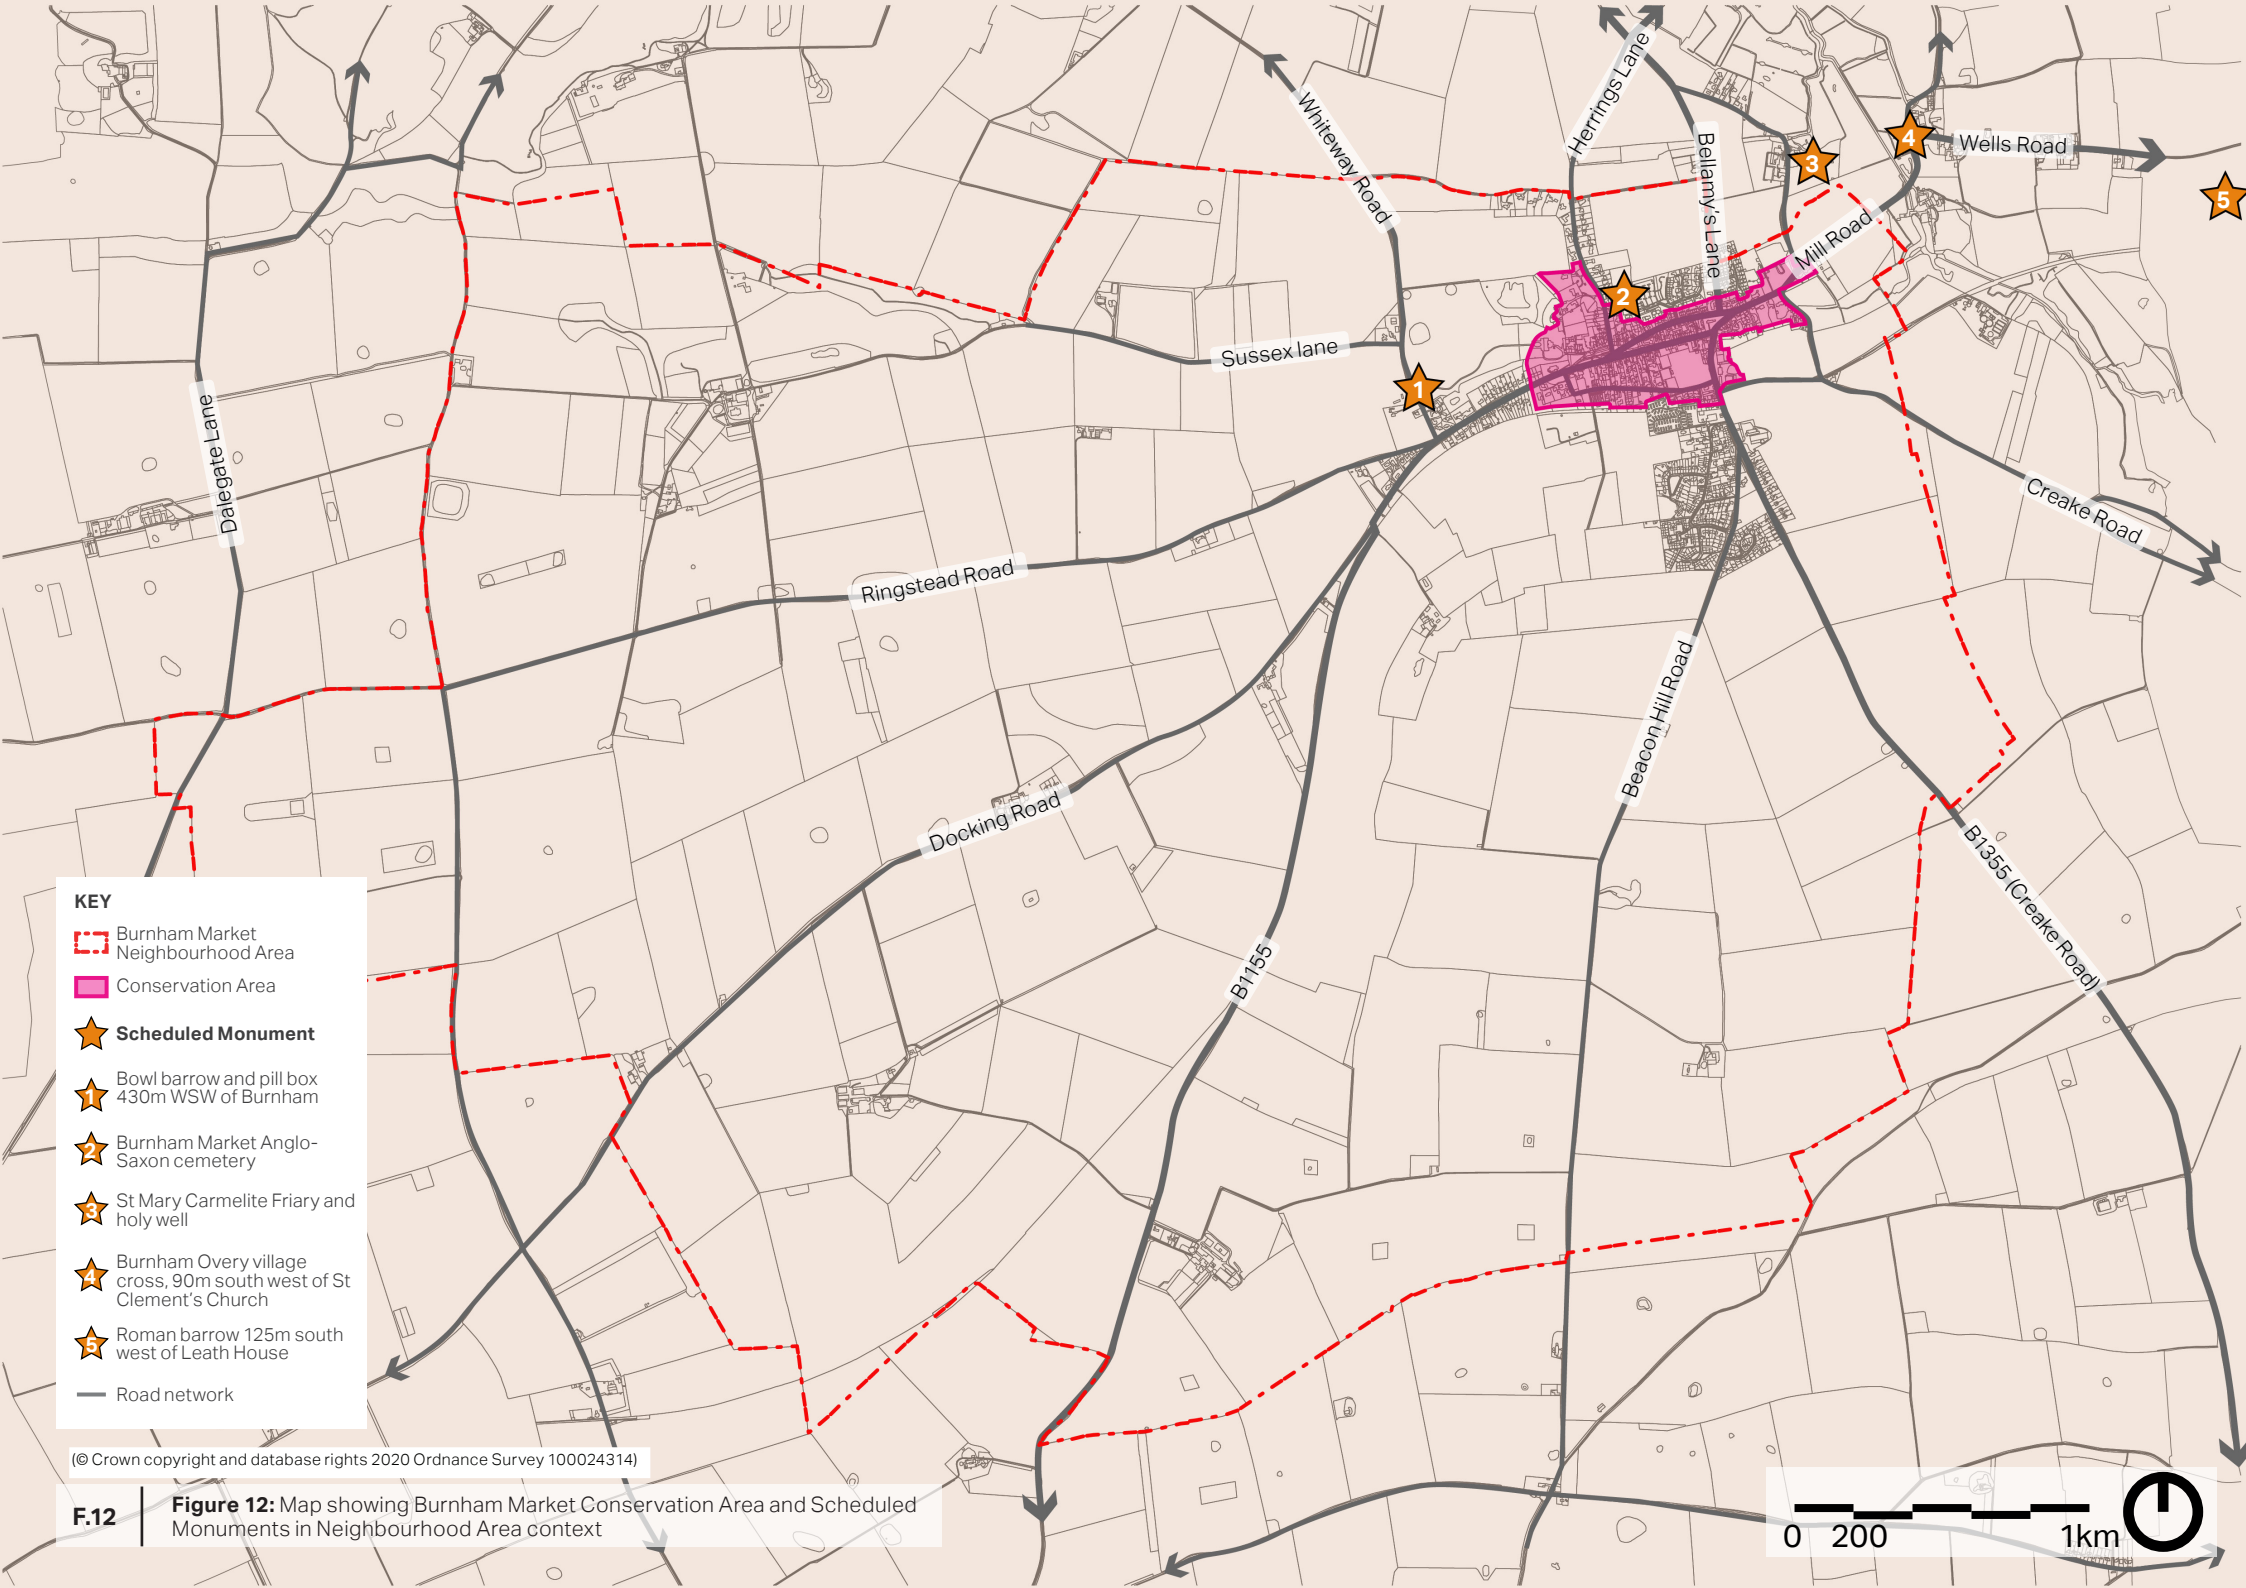 Herrings Lane
Whiteway Road
Bellamy's Lane
3
4
Wells Road
5
Mill Road
2
Sussex lane
1
Dalegate Lane
Creake Road
Ringstead Road
Beacon Hill Road
Docking Road
B1355 (Creake Road)
B1155
KEY
Burnham Market
Neighbourhood Area
Conservation Area
Scheduled Monument
1
Bowl barrow and pill box
430m WSW of Burnham
2
Burnham Market Anglo-
Saxon cemetery
3
St Mary Carmelite Friary and
holy well
4
Burnham Overy village
cross, 90m south west of St
Clement's Church
5
Roman barrow 125m south
west of Leath House
Road network
(© Crown copyright and database rights 2020 Ordnance Survey 100024314)
F.12
Figure 12: Map showing Burnham Market Conservation Area and Scheduled
Monuments in Neighbourhood Area context
0 200 1km